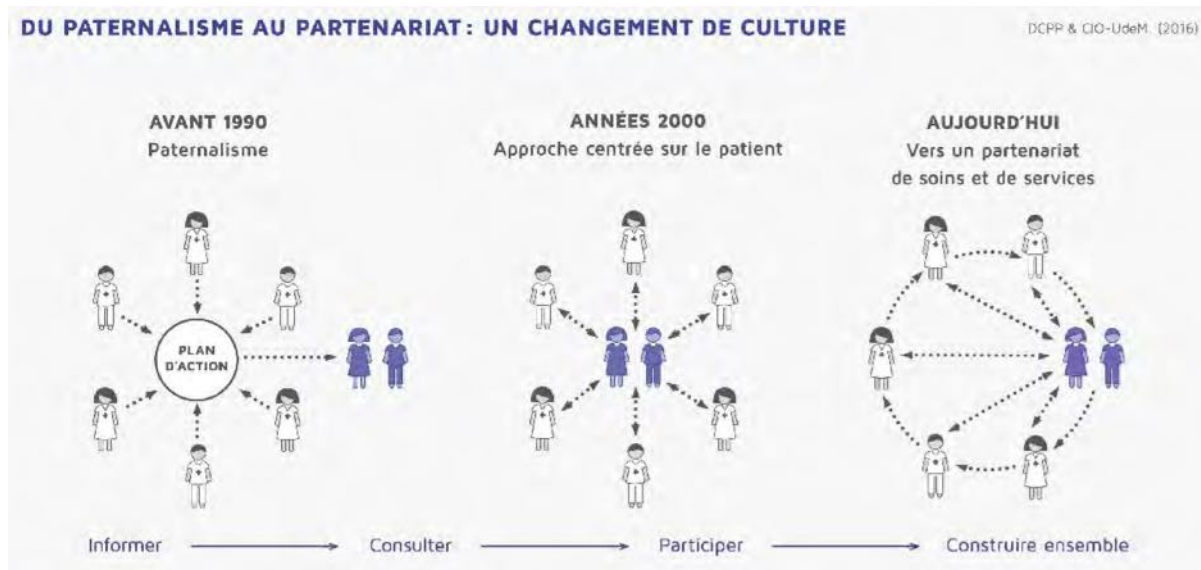 DU PATERNALISME AU PARTENARIAT : UN CHANGEMENT DE CULTURE
DCPP & CIO-UdeM. (2016)
AVANT 1990
Paternalisme
ANNÉES 2000
Approche centrée sur le patient
AUJOURD'HUI
Vers un partenariat
de soins et de services
PLAN
D'ACTION
Informer
Consulter
Participer
Construire ensemble